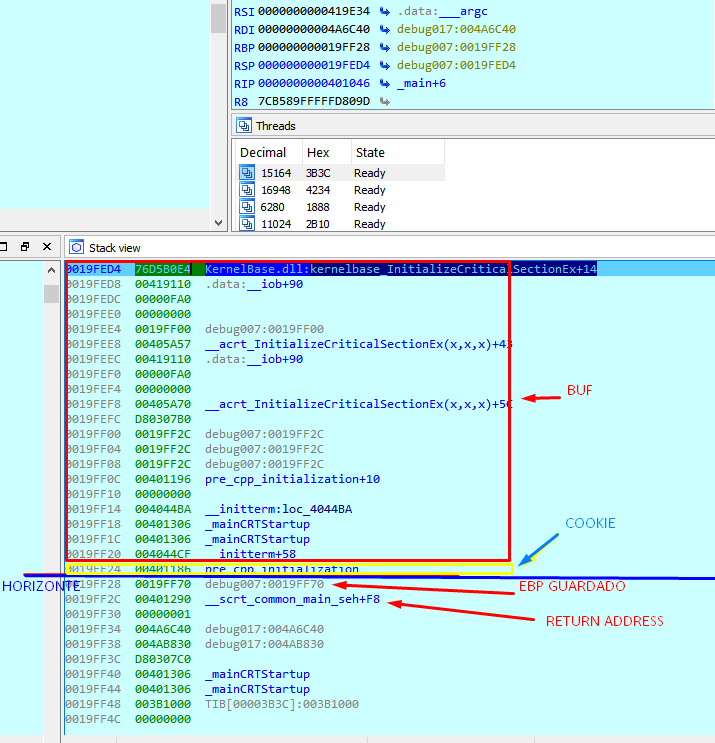 RSI 0000000000419E34 .data:___argc
RDI 00000000004A6C40 debug017:004A6C40
RBP 000000000019FF28 debug007:0019FF28
RSP 000000000019FED4 debug007:0019FED4
RIP 0000000000401046 _main+6
R8 7CB589FFFFFD809D
Threads
Decimal Hex State
15164 3B3C Ready
16948 4234 Ready
6280 1888 Ready
11024 2B10 Ready
Stack view
0019FED4 76D5B0E4 KernelBase.dll:kernelbase_InitializeCriticalSectionEx+14
0019FED8 00419110 .data:__iob+90
0019FEDC 00000FA0
0019FEE0 00000000
0019FEE4 0019FF00 debug007:0019FF00
0019FEE8 00405A57 __acrt_InitializeCriticalSectionEx(x,x,x)+43
0019FEEC 00419110 .data:__iob+90
0019FEF0 00000FA0
0019FEF4 00000000
BUF
0019FEF8 00405A70 __acrt_InitializeCriticalSectionEx(x,x,x)+5C
0019FEFC D80307B0
0019FF00 0019FF2C debug007:0019FF2C
0019FF04 0019FF2C debug007:0019FF2C
0019FF08 0019FF2C debug007:0019FF2C
0019FF0C 00401196 pre_cpp_initialization+10
0019FF10 00000000
0019FF14 004044BA __initterm:loc_4044BA
0019FF18 00401306 _mainCRTStartup
COOKIE
0019FF1C 00401306 _mainCRTStartup
0019FF20 004044CF __initterm+58
0019FF24 00401186 pre_cpp_initialization
HORIZONTE
0019FF28 0019FF70 debug007:0019FF70
EBP GUARDADO
0019FF2C 00401290 __scrt_common_main_seh+F8
0019FF30 00000001
RETURN ADDRESS
0019FF34 004A6C40 debug017:004A6C40
0019FF38 004AB830 debug017:004AB830
0019FF3C D80307C0
0019FF40 00401306 _mainCRTStartup
0019FF44 00401306 _mainCRTStartup
0019FF48 003B1000 TIB[00003B3C]:003B1000
0019FF4C 00000000